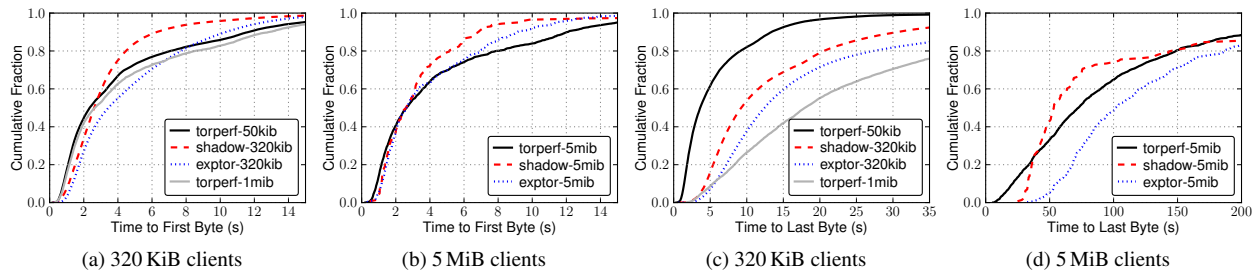 1.0
0.8
0.6
0.4
0.2
0.0
Cumulative Fraction
0 2 4 6 8 10 12 14
Time to First Byte (s)
torperf-50kib
shadow-320kib
exptor-320kib
torperf-1mib
(a) 320 KiB clients
1.0
0.8
0.6
0.4
0.2
0.0
Cumulative Fraction
0 2 4 6 8 10 12 14
Time to First Byte (s)
torperf-5mib
shadow-5mib
exptor-5mib
(b) 5 MiB clients
1.0
0.8
0.6
0.4
0.2
0.0
Cumulative Fraction
0 5 10 15 20 25 30 35
Time to Last Byte (s)
torperf-50kib
shadow-320kib
exptor-320kib
torperf-1mib
(c) 320 KiB clients
1.0
0.8
0.6
0.4
0.2
0.0
Cumulative Fraction
0 50 100 150 200
Time to Last Byte (s)
torperf-5mib
shadow-5mib
exptor-5mib
(d) 5 MiB clients